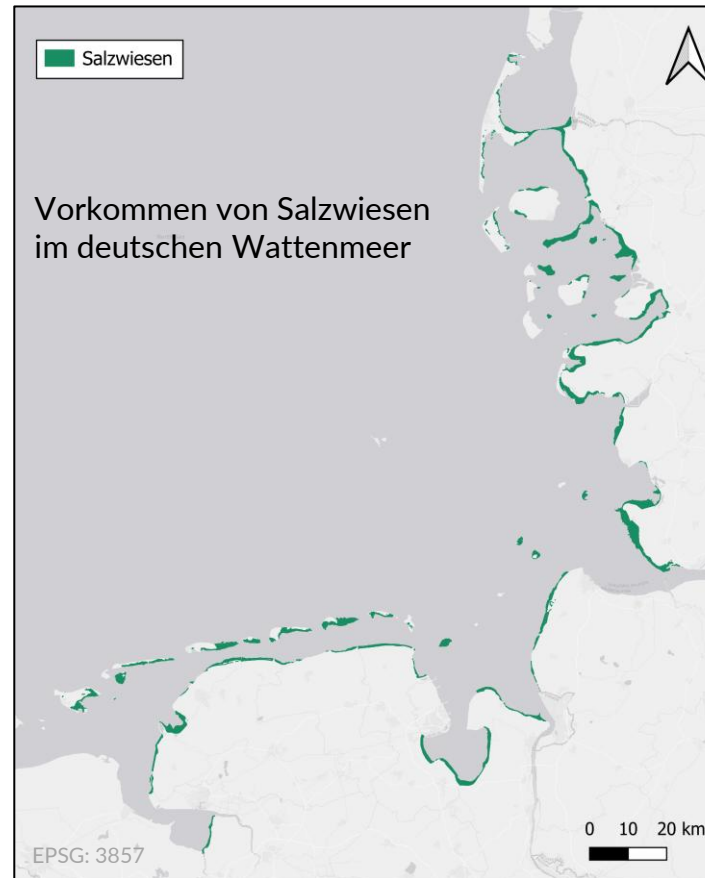 Salzwiesen
Vorkommen von Salzwiesen
im deutschen Wattenmeer
0 10 20 km
EPSG: 3857